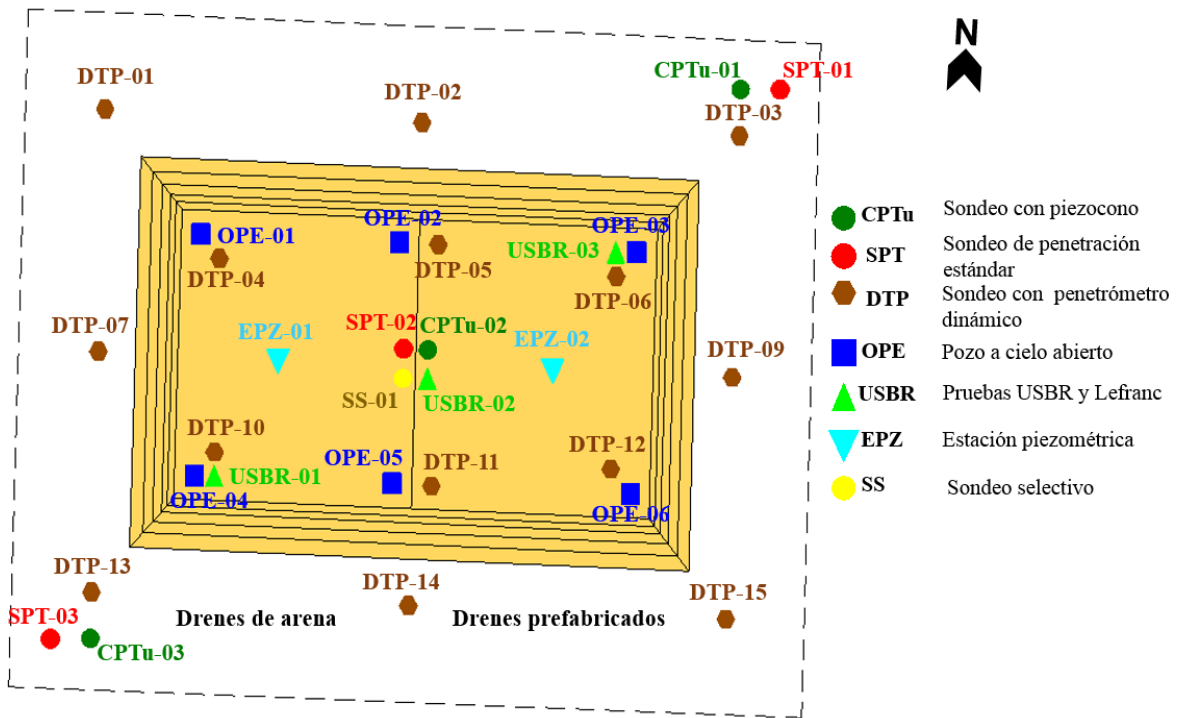 N
DTP-01
DTP-02
CPTu-01
SPT-01
DTP-03
OPE-01
OPE-02
OPE-03
USBR-03
DTP-04
DTP-05
DTP-06
DTP-07
EPZ-01
SPT-02
CPTu-02
EPZ-02
DTP-09
SS-01
USBR-02
DTP-10
USBR-01
OPE-04
OPE-05
DTP-11
DTP-12
OPE-06
DTP-13
DTP-14
DTP-15
SPT-03
CPTu-03
Drenes de arena
Drenes prefabricados
CPTu Sondeo con piezocono
SPT Sondeo de penetración
estándar
DTP Sondeo con penetrómetro
dinámico
OPE Pozo a cielo abierto
USBR Pruebas USBR y Lefranc
EPZ Estación piezométrica
SS Sondeo selectivo